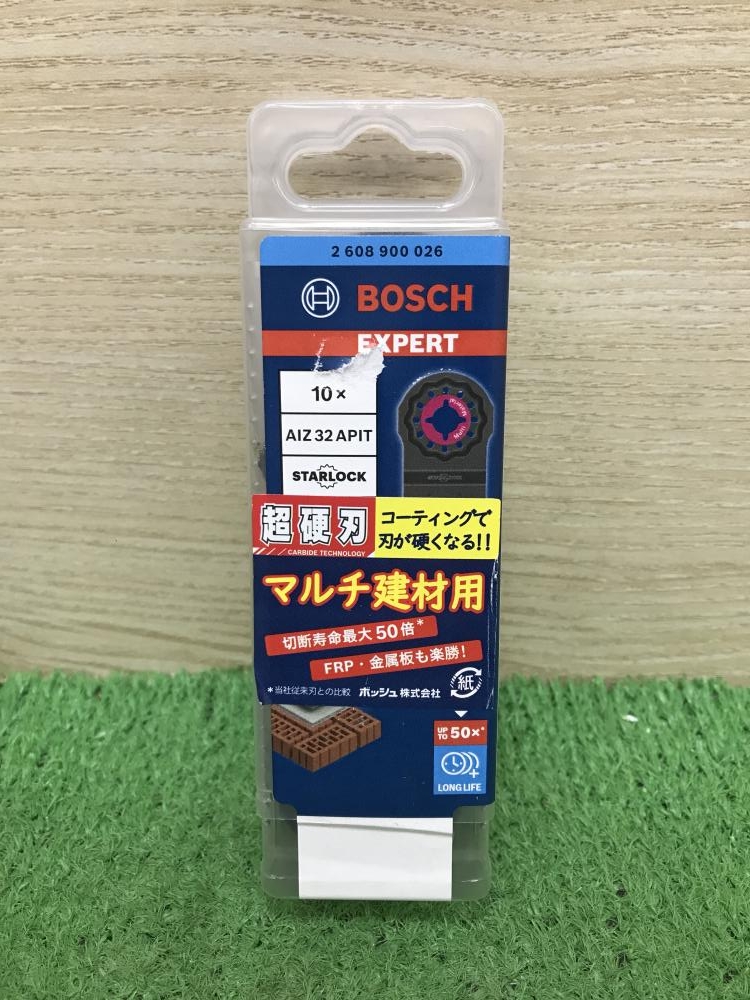 2 608 900 026
BOSCH
EXPERT
10×
AIZ 32 APIT
STARLOCK
超硬刃
CARBIDE TECHNOLOGY
コーティングで
刃が硬くなる!!
マルチ建材用
切断寿命最大50倍*
FRP・金属板も楽勝!
*当社従来刃との比較 ボッシュ株式会社
紙
UP TO 50×*
LONG LIFE